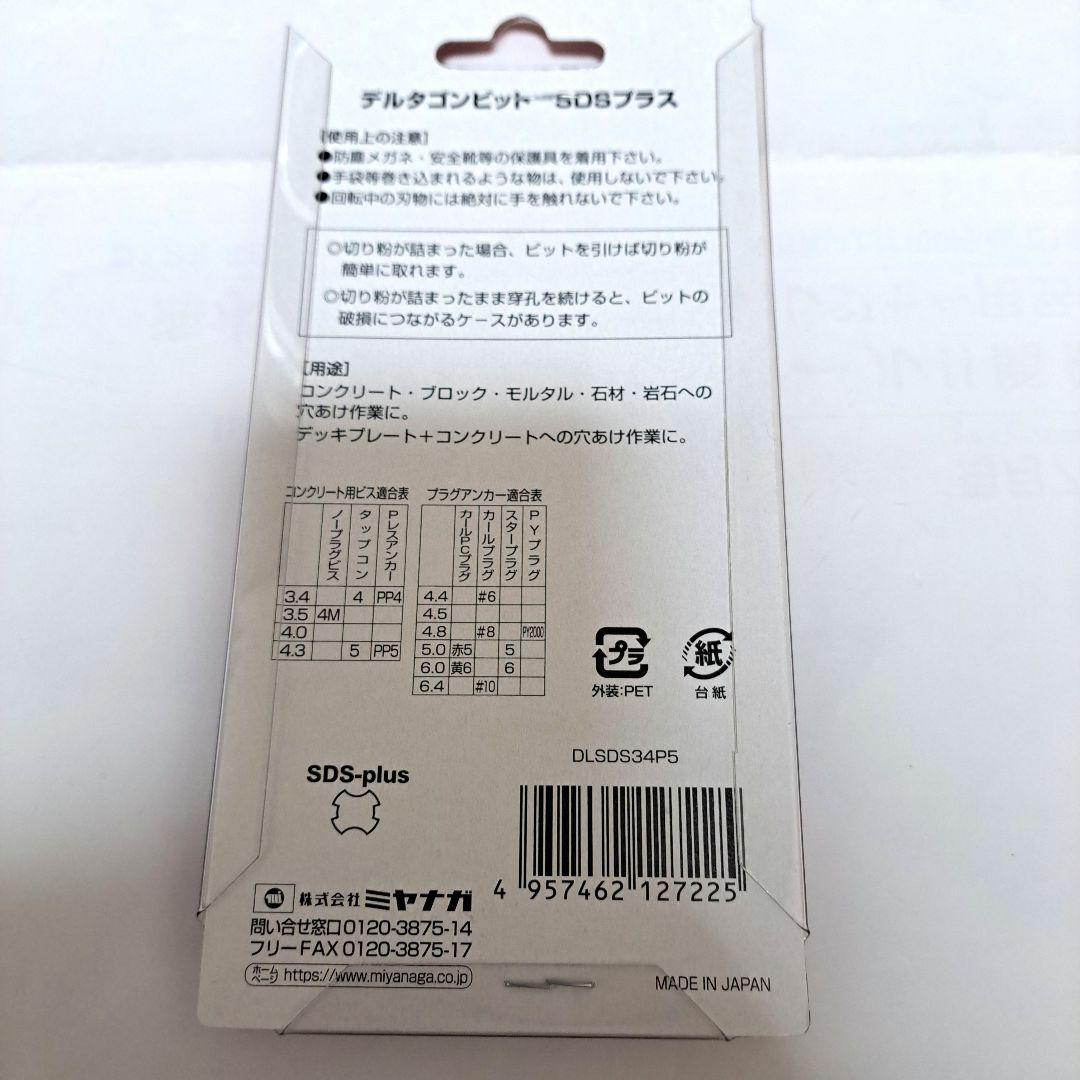 デルタゴンビットーSDSプラス
[使用上の注意]
●防塵メガネ・安全靴等の保護具を着用下さい。
●手袋等巻き込まれるような物は、使用しないで下さい。
●回転中の刃物には絶対に手を触れないで下さい。
◎切り粉が詰まった場合、ビットを引けば切り粉が
簡単に取れます。
◎切り粉が詰まったまま穿孔を続けると、ビットの
破損につながるケースがあります。
[用途]
コンクリート・ブロック・モルタル・石材・岩石への
穴あけ作業に。
デッキプレート＋コンクリートへの穴あけ作業に。
コンクリート用ビス適合表
ノープラグビス タップコン Pレスアンカー
3.4 4 PP4
3.5 4M
4.0
4.3 5 PP5
プラグアンカー適合表
カールPCプラグ カールプラグ スタープラグ PYプラグ
4.4 #6
4.5
4.8 #8 PY2000
5.0 赤5 5
6.0 黄6 6
6.4 #10
プラ
外装:PET
紙
台紙
DLSDS34P5
SDS-plus
4 957462 127225
株式会社ミヤナガ
問い合せ窓口0120-3875-14
フリーFAX 0120-3875-17
ホームページ https://www.miyanaga.co.jp
MADE IN JAPAN